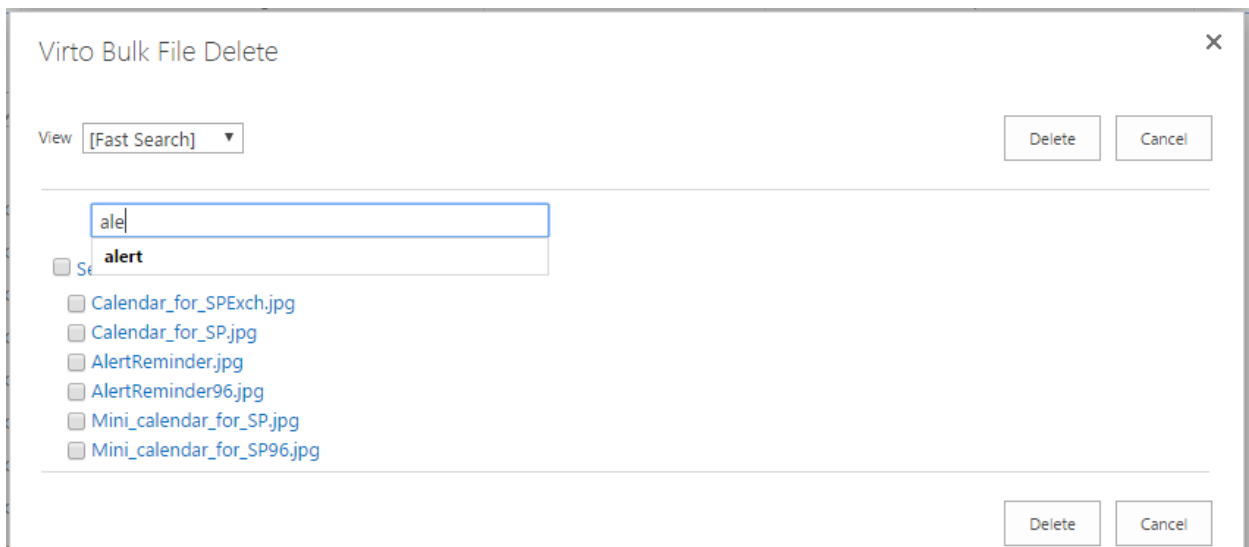 Virto Bulk File Delete
View [Fast Search] Delete Cancel
ale
alert
Calendar_for_SPExch.jpg
Calendar_for_SP.jpg
AlertReminder.jpg
AlertReminder96.jpg
Mini_calendar_for_SP.jpg
Mini_calendar_for_SP96.jpg
Delete Cancel